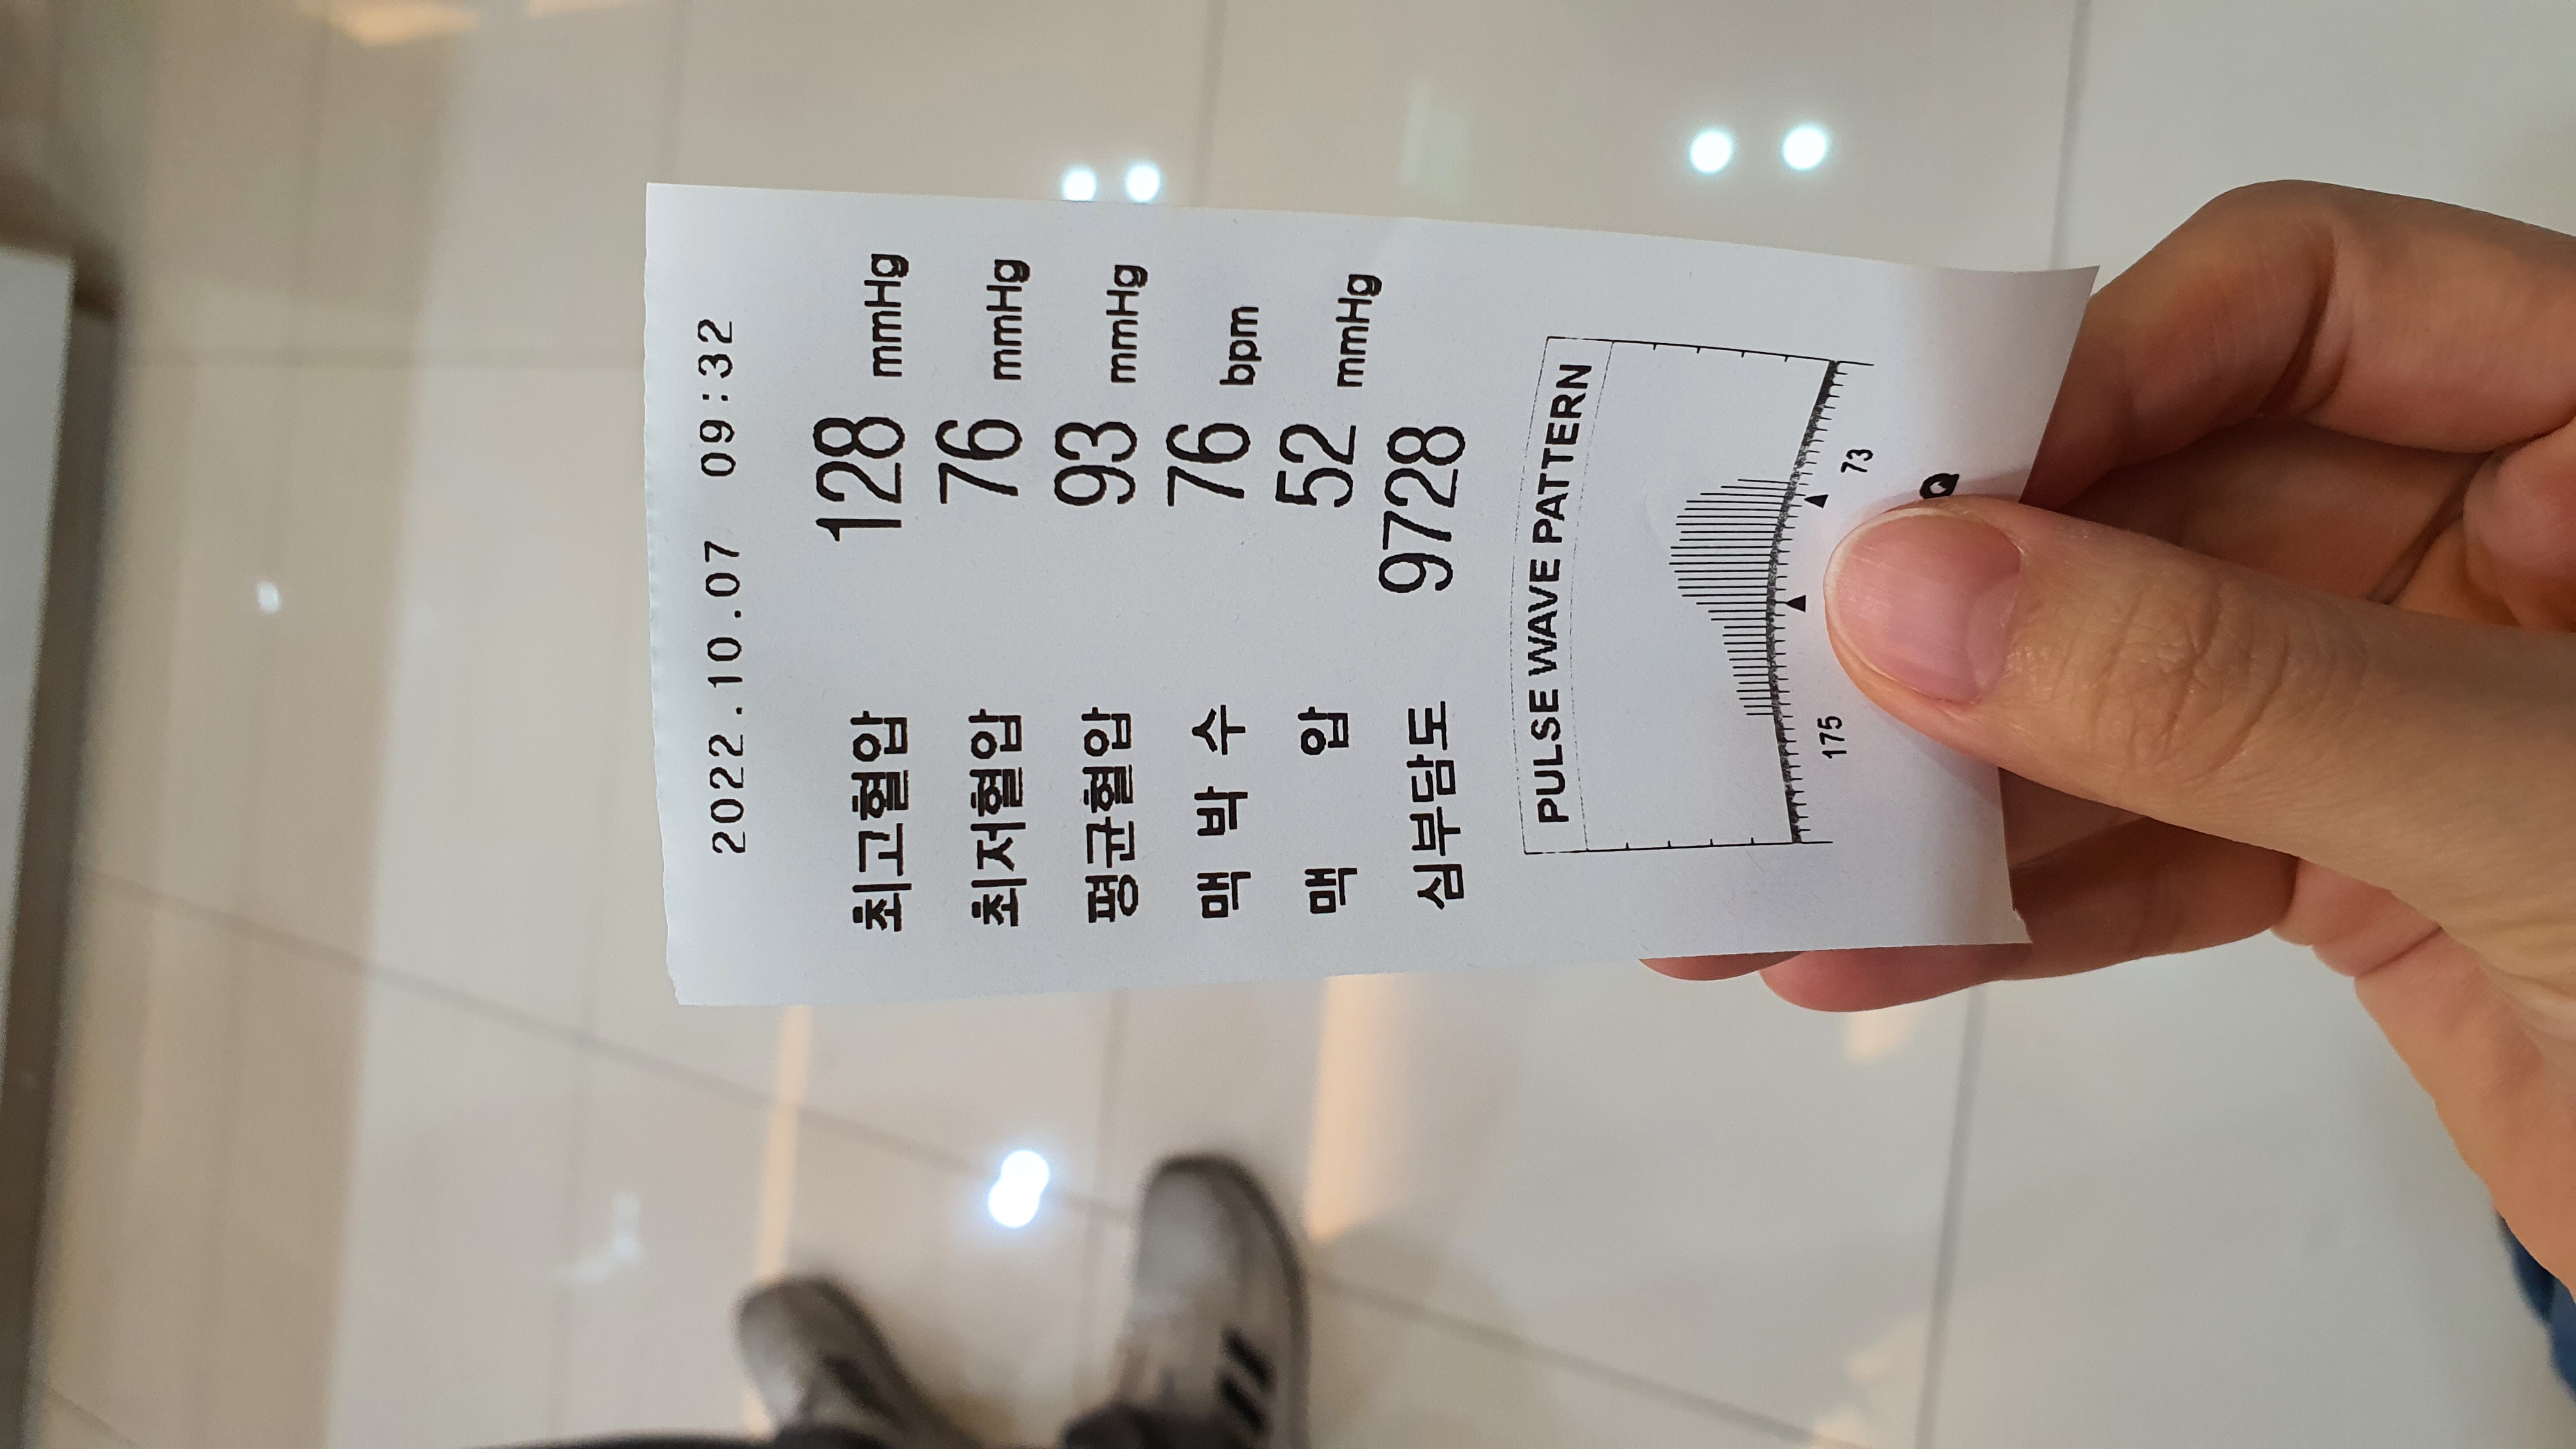 2022.10.07 09:32
최고혈압 128 mmHg
최저혈압 76 mmHg
평균혈압 93 mmHg
맥 박 수 76 bpm
맥 압 52 mmHg
심부담도 9728
PULSE WAVE PATTERN
175 73